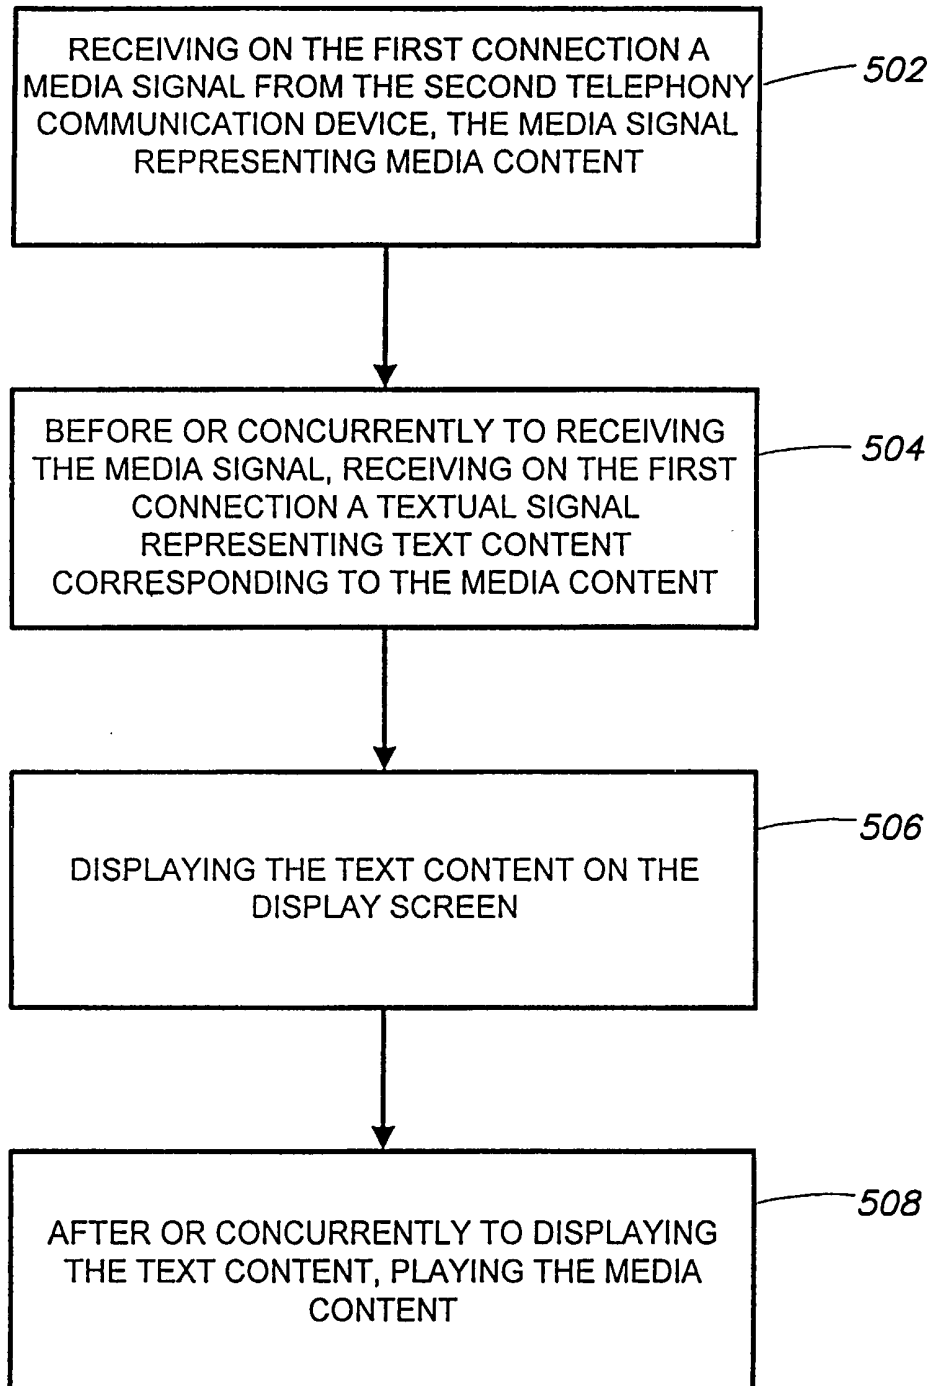 RECEIVING ON THE FIRST CONNECTION A
MEDIA SIGNAL FROM THE SECOND TELEPHONY
COMMUNICATION DEVICE, THE MEDIA SIGNAL
REPRESENTING MEDIA CONTENT
502
BEFORE OR CONCURRENTLY TO RECEIVING
THE MEDIA SIGNAL, RECEIVING ON THE FIRST
CONNECTION A TEXTUAL SIGNAL
REPRESENTING TEXT CONTENT
CORRESPONDING TO THE MEDIA CONTENT
504
DISPLAYING THE TEXT CONTENT ON THE
DISPLAY SCREEN
506
AFTER OR CONCURRENTLY TO DISPLAYING
THE TEXT CONTENT, PLAYING THE MEDIA
CONTENT
508